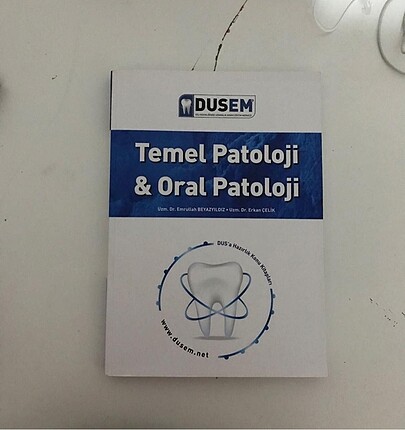 DUSEM
Temel Patoloji
& Oral Patoloji
Uzm. Dr. Emrullah BEYAZYILDIZ • Uzm. Dr. Erkan ÇELİK
DUS'a Hazırlık Konu Kitapları
www.dusem.net